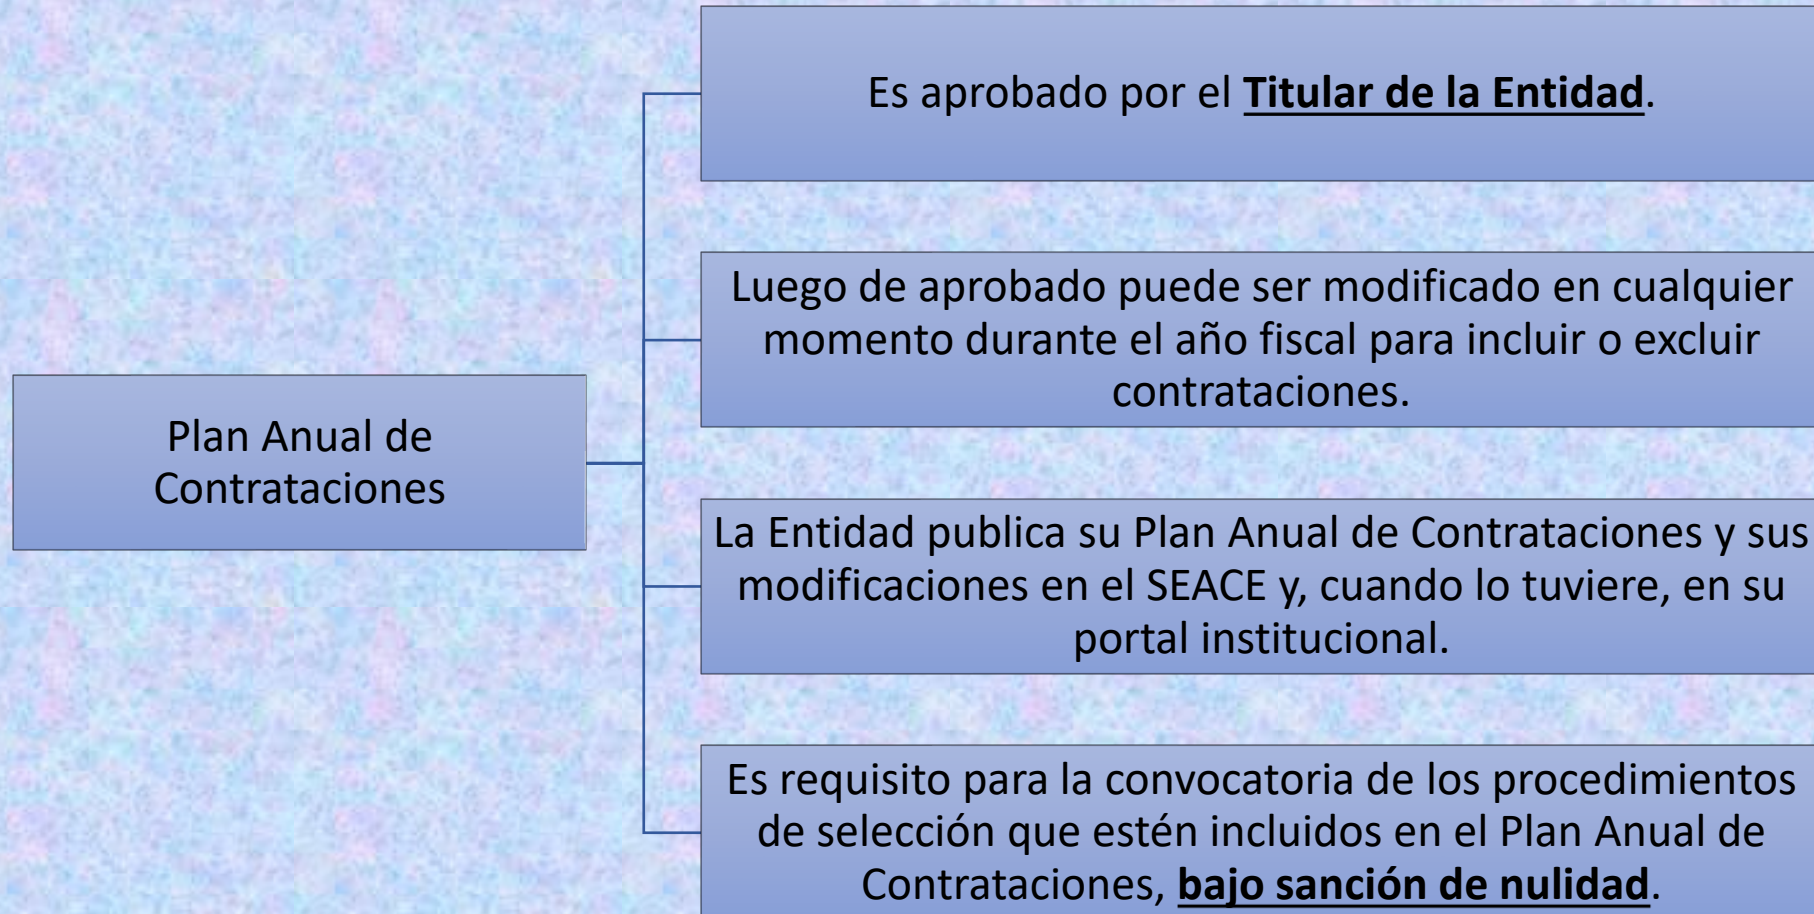 Es aprobado por el Titular de la Entidad.
Luego de aprobado puede ser modificado en cualquier
momento durante el año fiscal para incluir o excluir
contrataciones.
Plan Anual de
Contrataciones
La Entidad publica su Plan Anual de Contrataciones y sus
modificaciones en el SEACE y, cuando lo tuviere, en su
portal institucional.
Es requisito para la convocatoria de los procedimientos
de selección que estén incluidos en el Plan Anual de
Contrataciones, bajo sanción de nulidad.